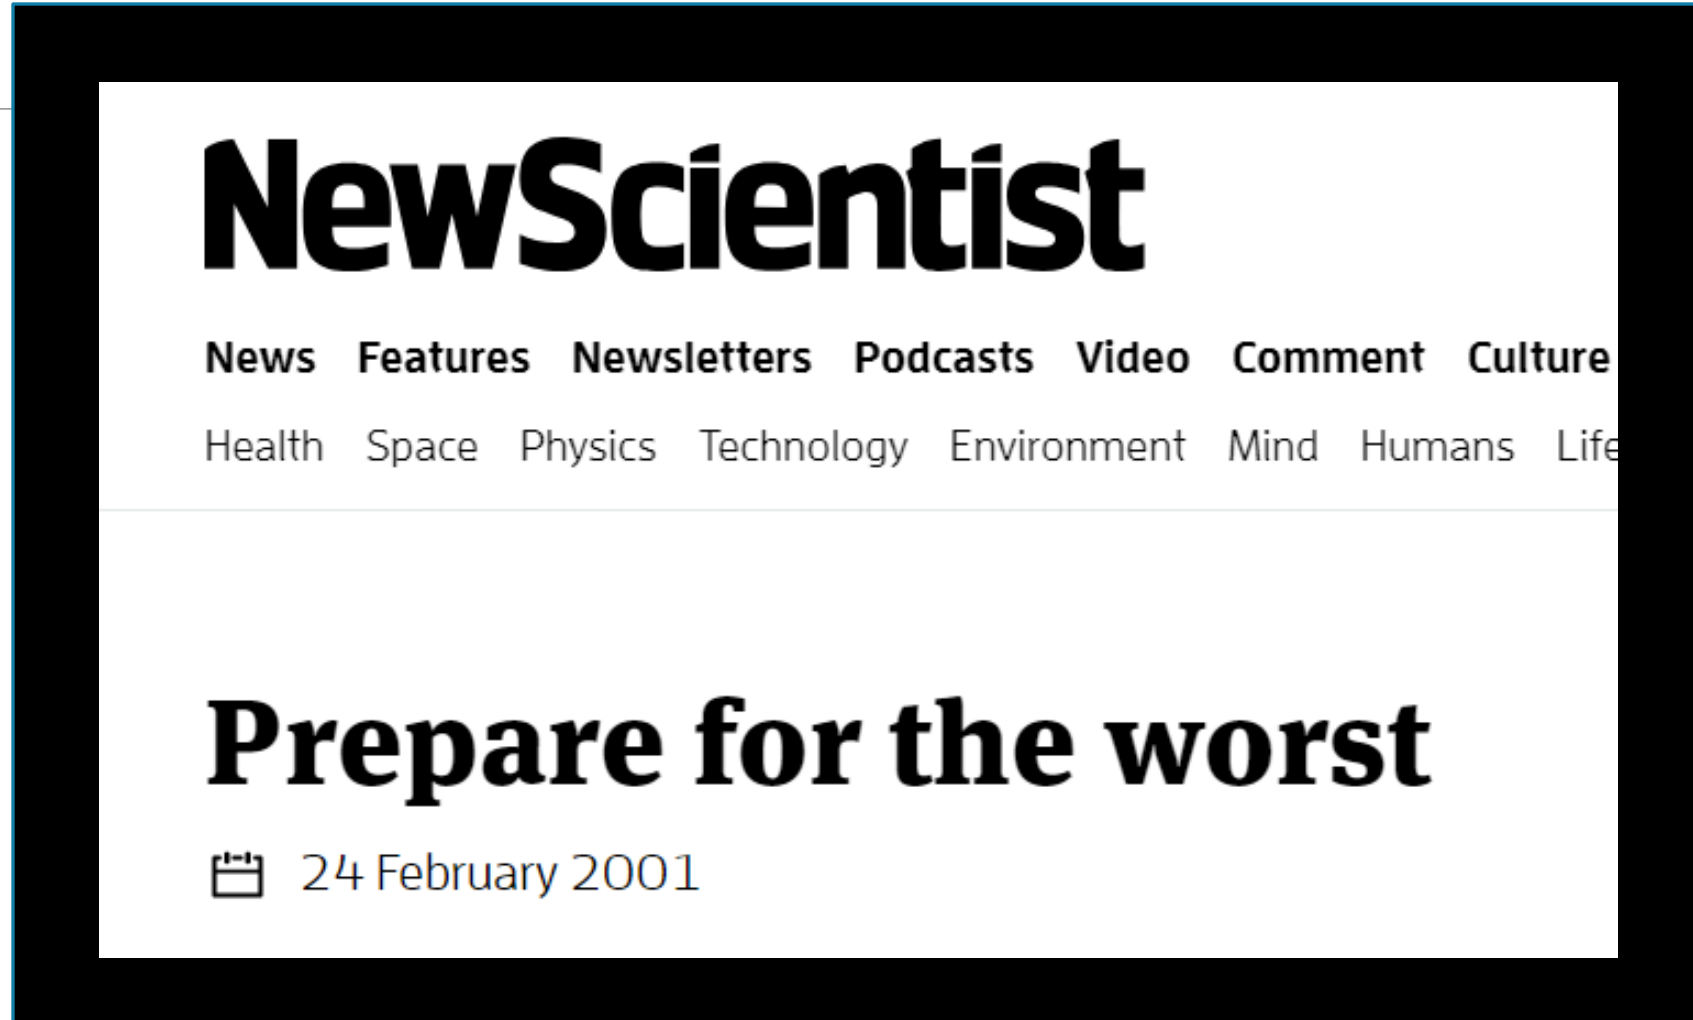 NewScientist
News Features Newsletters Podcasts Video Comment Culture
Health Space Physics Technology Environment Mind Humans Life
Prepare for the worst
24 February 2001